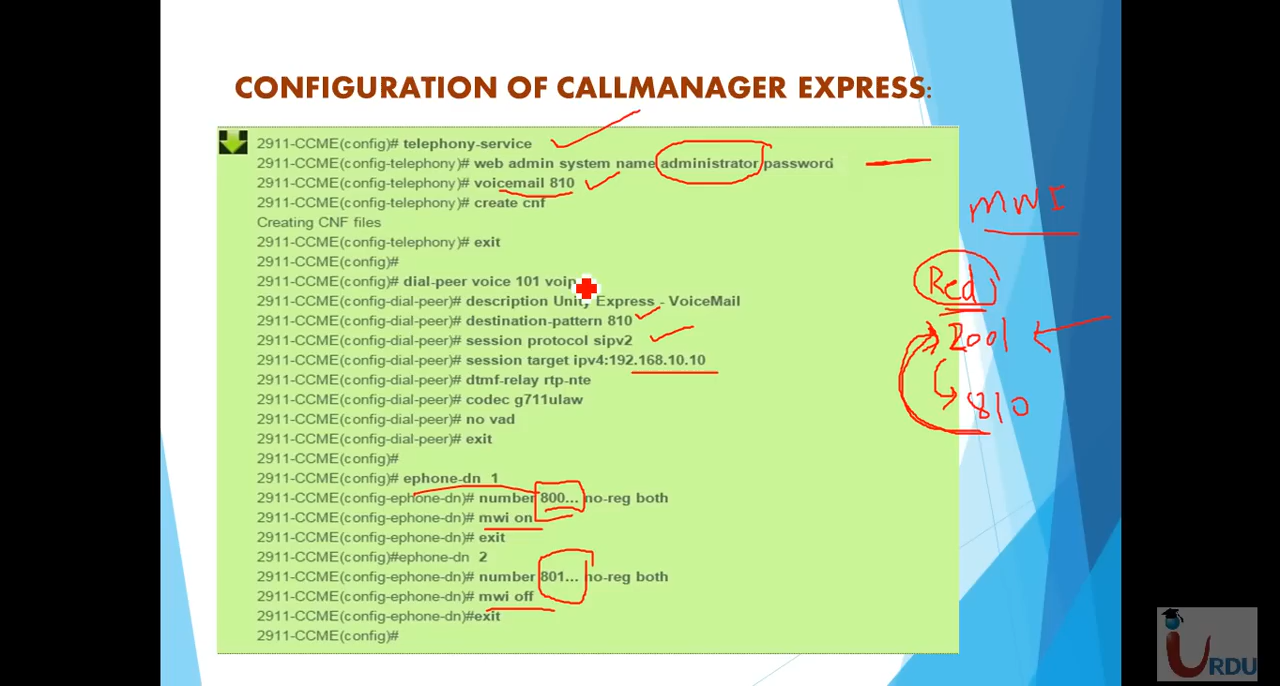 CONFIGURATION OF CALLMANAGER EXPRESS:
2911-CCME(config)# telephony-service
2911-CCME(config-telephony)# web admin system name administrator password
2911-CCME(config-telephony)# voicemail 810
2911-CCME(config-telephony)# create cnf
Creating CNF files
2911-CCME(config-telephony)# exit
2911-CCME(config)#
2911-CCME(config)# dial-peer voice 101 voip
2911-CCME(config-dial-peer)# description Unity Express - VoiceMail
2911-CCME(config-dial-peer)# destination-pattern 810
2911-CCME(config-dial-peer)# session protocol sipv2
2911-CCME(config-dial-peer)# session target ipv4:192.168.10.10
2911-CCME(config-dial-peer)# dtmf-relay rtp-nte
2911-CCME(config-dial-peer)# codec g711ulaw
2911-CCME(config-dial-peer)# no vad
2911-CCME(config-dial-peer)# exit
2911-CCME(config)#
2911-CCME(config)# ephone-dn 1
2911-CCME(config-ephone-dn)# number 800... no-reg both
2911-CCME(config-ephone-dn)# mwi on
2911-CCME(config-ephone-dn)# exit
2911-CCME(config)#ephone-dn 2
2911-CCME(config-ephone-dn)# number 801... no-reg both
2911-CCME(config-ephone-dn)# mwi off
2911-CCME(config-ephone-dn)#exit
2911-CCME(config)#
MWI
Red
2001
810
iURDU